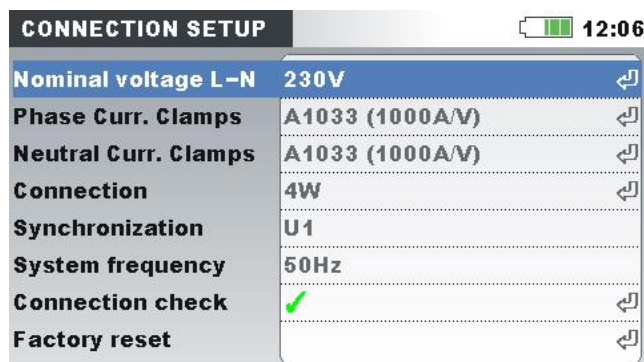 CONNECTION SETUP 12:06
Nominal voltage L-N 230V
Phase Curr. Clamps A1033 (1000A/V)
Neutral Curr. Clamps A1033 (1000A/V)
Connection 4W
Synchronization U1
System frequency 50Hz
Connection check
Factory reset